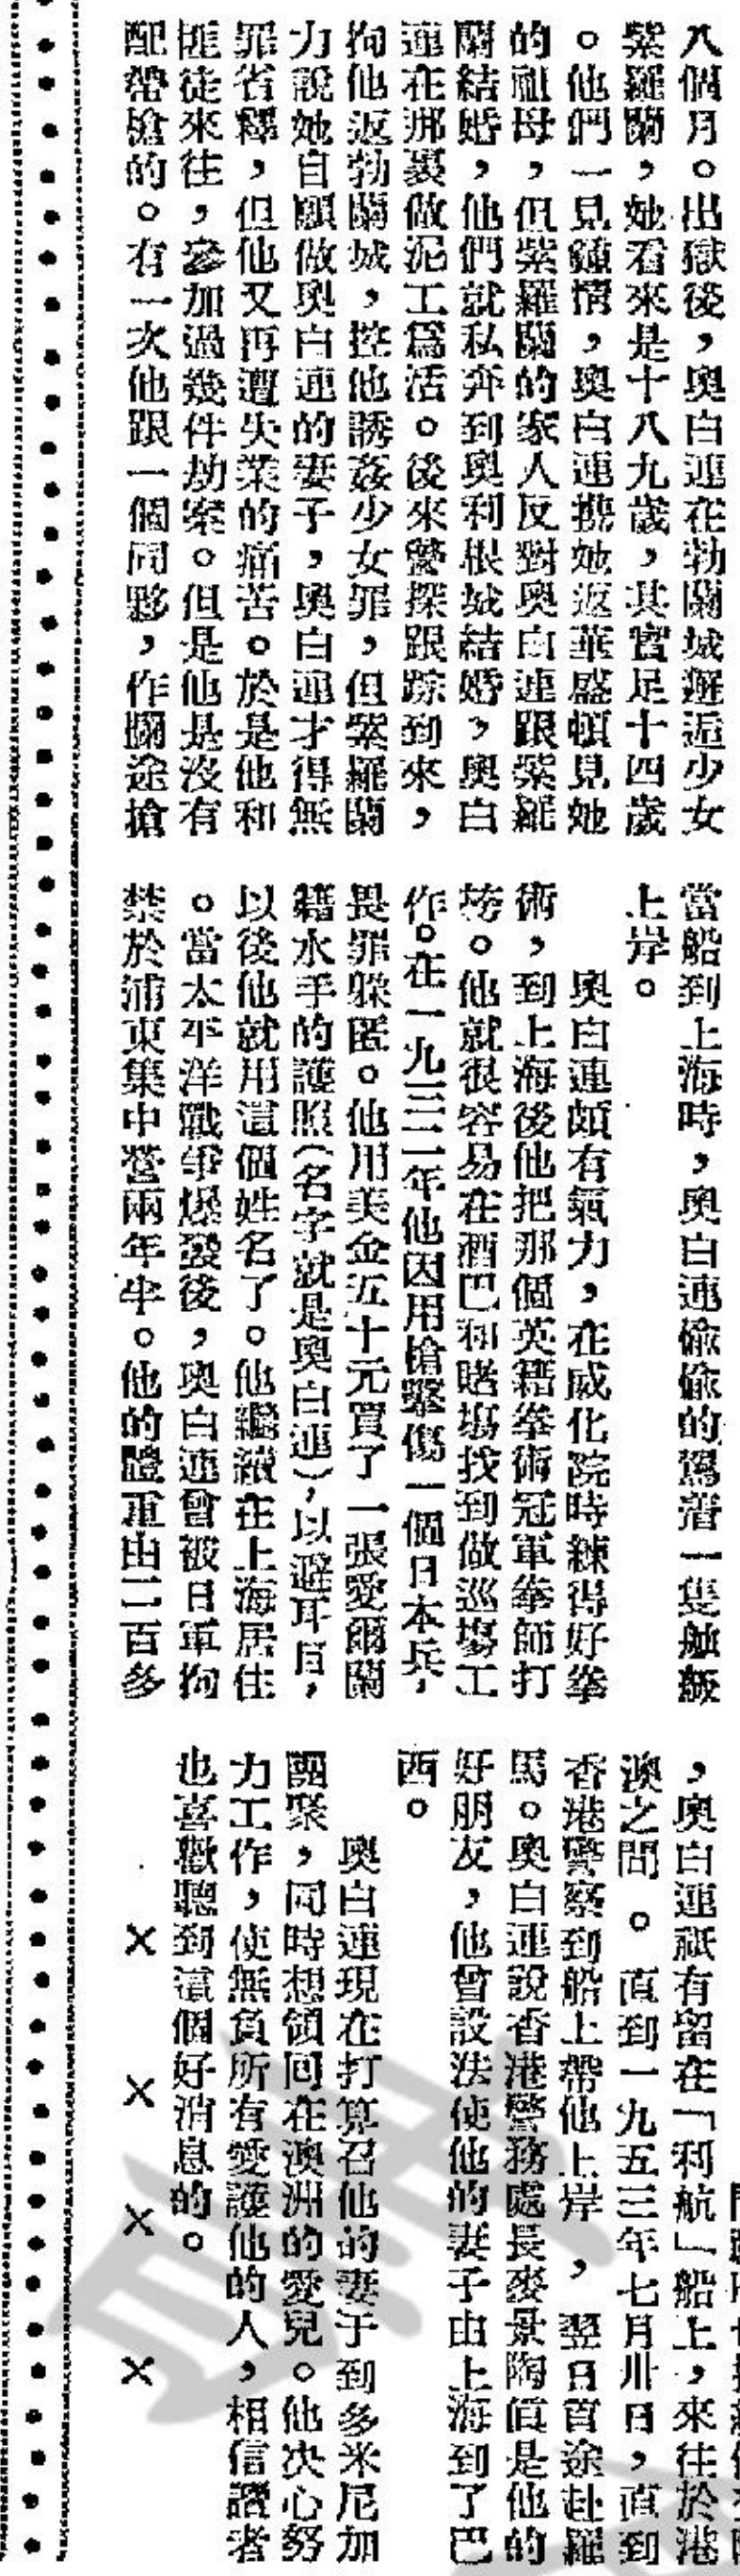 八個月。出獄後，奧白連在勃蘭城邂逅少女
紫羅蘭，她看來是十八九歲，其實足十四歲
。他們一見鍾情，奧白連携她返華盛頓見她
的祖母，但紫羅蘭的家人反對奧白連跟紫羅
蘭結婚，他們就私奔到奧利根城結婚，奧白
連在那裏做泥工爲活。後來警探跟踪到來，
拘他返勃蘭城，控他誘姦少女罪，但紫羅蘭
力說她自願做奧白連的妻子，奧白連才得無
罪省釋，但他又再遭失業的痛苦。於是他和
匪徒來往，參加過幾件劫案。但是他是沒有
配帶槍的。有一次他跟一個同夥，作攔途搶
當船到上海時，奧白連偷偷的駕着一隻舢舨
上岸。
奧白連頗有氣力，在感化院時練得好拳
術，到上海後他把那個英籍拳術冠軍拳師打
夸。他就很容易在酒巴和賭場找到做巡場工
作。在一九三二年他因用槍擊傷一個日本兵，
畏罪躲匿。他用美金五十元買了一張愛爾蘭
籍水手的護照（名字就是奧白連），以避耳目，
以後他就用這個姓名了。他繼續在上海居住
。當太平洋戰爭爆發後，奧白連曾被日軍拘
禁於浦東集中營兩年半。他的體重由二百多
，奧白連祇有留在「利航」船上，來往於港
澳之間。直到一九五三年七月卅日，直到
香港警察到船上帶他上岸，翌日首途赴羅
馬。奧白連說香港警務處長麥景陶值是他的
好朋友，他曾設法使他的妻子由上海到了巴
西。
奧白連現在打算召他的妻子到多米尼加
團聚，同時想領回在澳洲的愛兒。他决心努
力工作，使無負所有愛護他的人，相信讀者
也喜歡聽到這個好消息的。
× × × ×